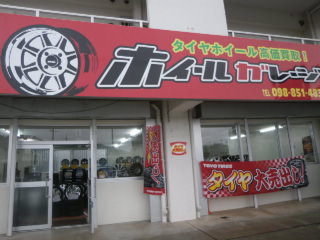 タイヤホイール高価買取!
ホイールガレージ
TEL 098-851-48
TOYO TIRES
タイヤ大売出し